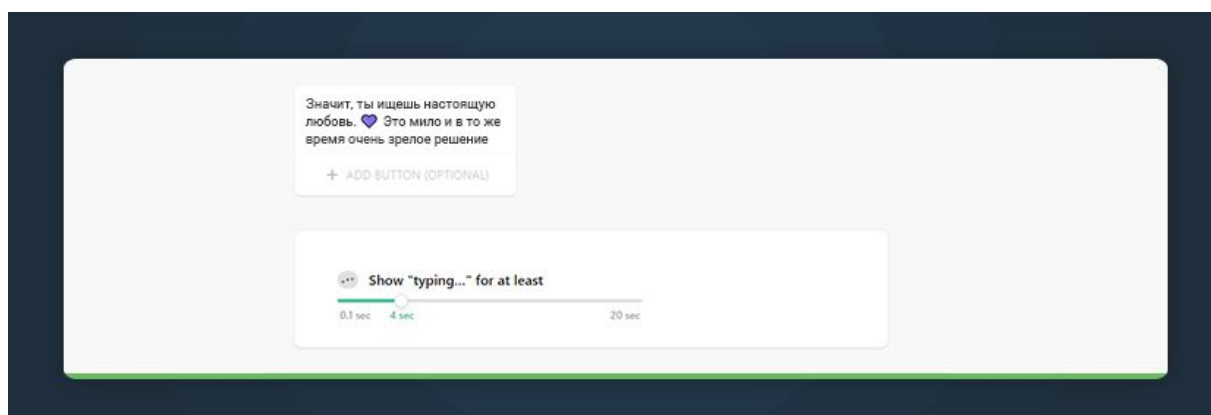 Значит, ты ищешь настоящую
любовь. 💜 Это мило и в то же
время очень зрелое решение
+ ADD BUTTON (OPTIONAL)
Show "typing..." for at least
0.1 sec 4 sec 20 sec